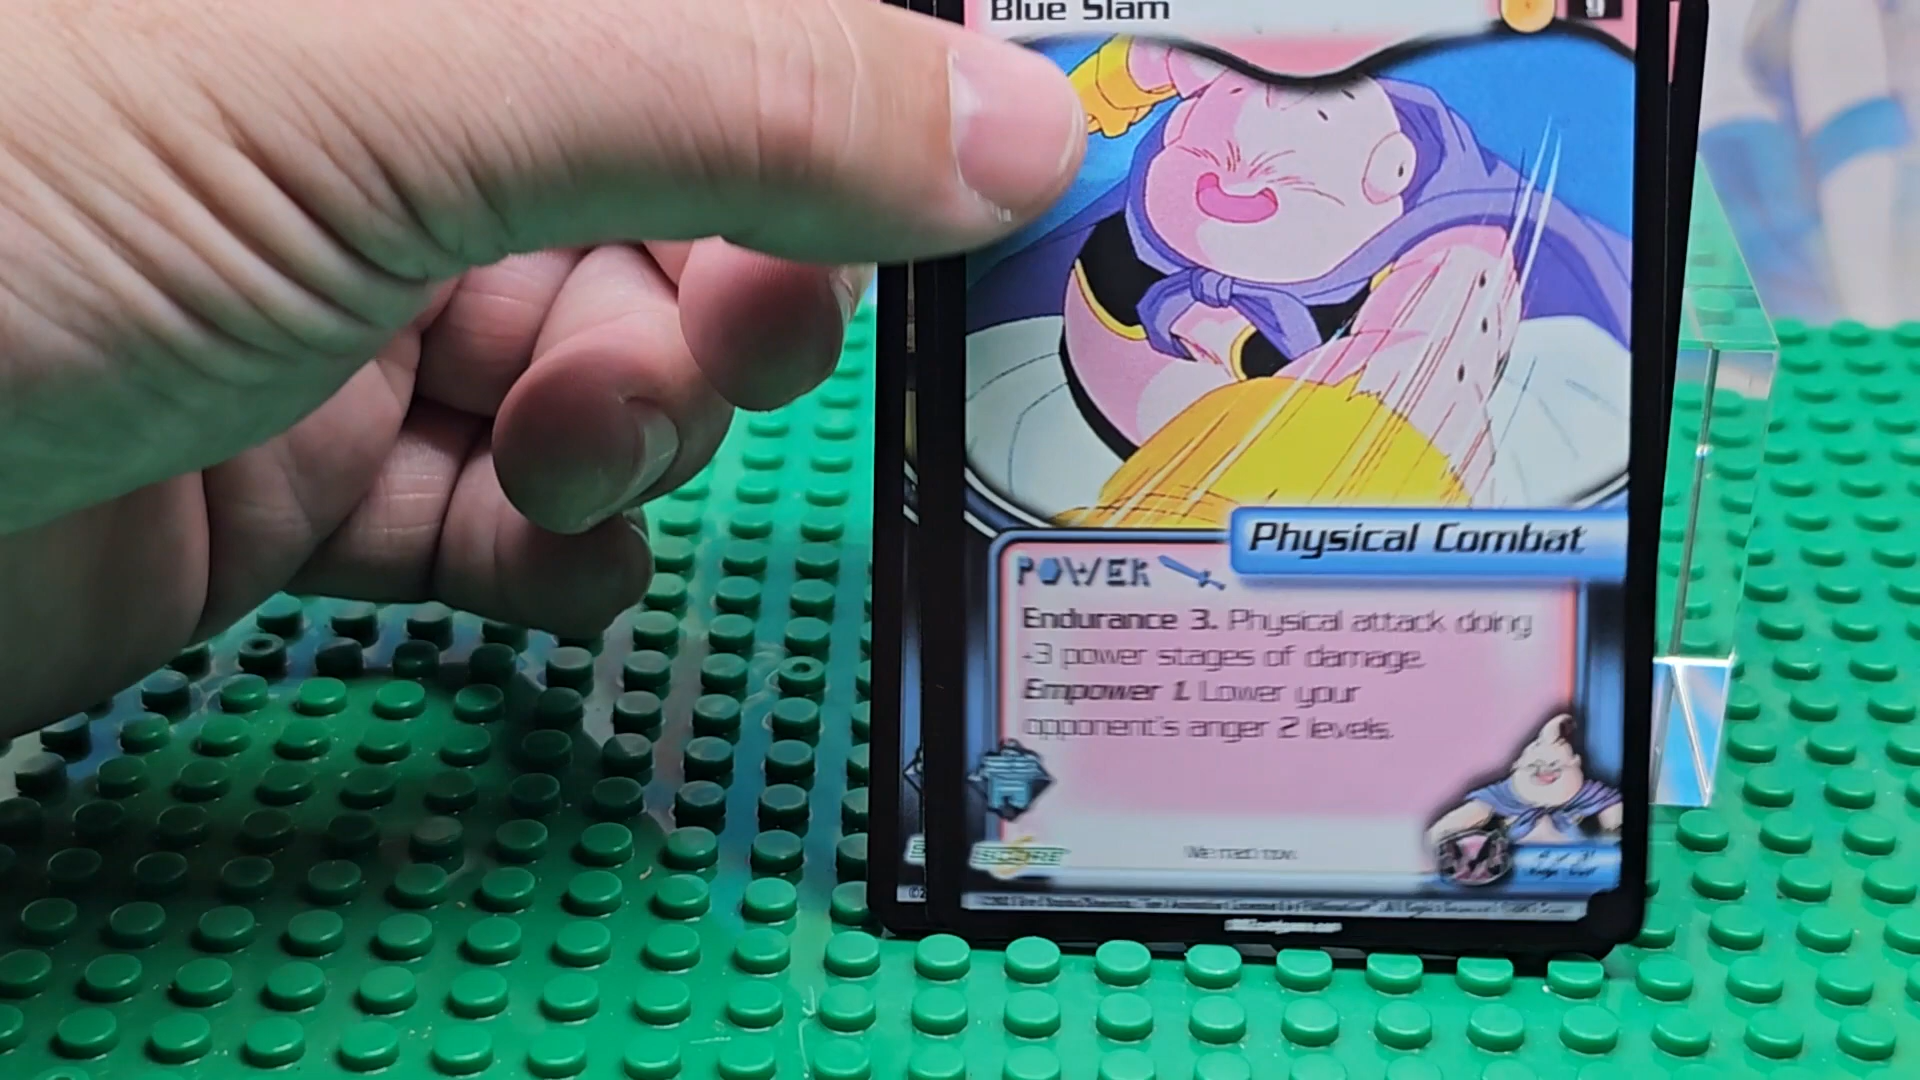 Blue Slam
9
Physical Combat
POWER
Endurance 3. Physical attack doing
+3 power stages of damage.
Empower 1. Lower your
opponent's anger 2 levels.
SCORE